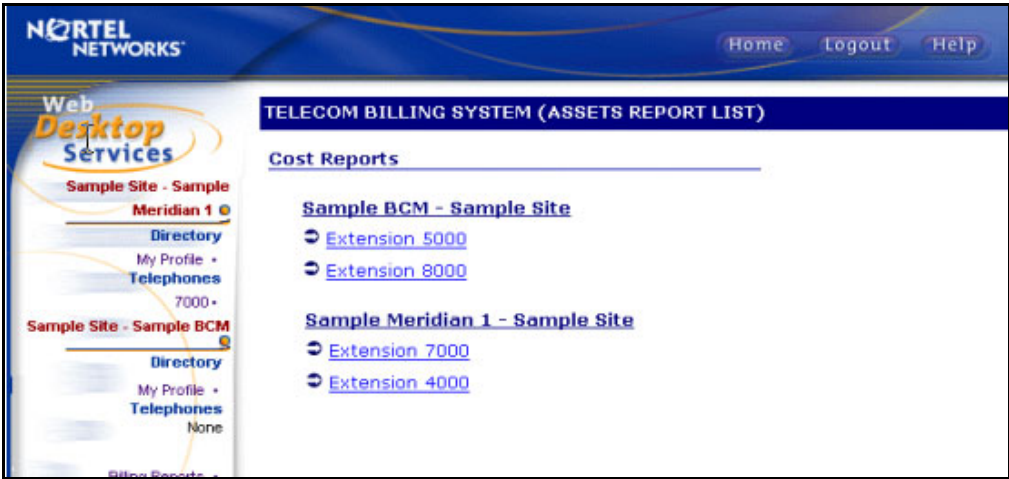 NORTEL
NETWORKS
Home Logout Help
Web
Desktop
Services
Sample Site - Sample
Meridian 1
Directory
My Profile
Telephones
7000
Sample Site - Sample BCM
Directory
My Profile
Telephones
None
Billing Reports
TELECOM BILLING SYSTEM (ASSETS REPORT LIST)
Cost Reports
Sample BCM - Sample Site
Extension 5000
Extension 8000
Sample Meridian 1 - Sample Site
Extension 7000
Extension 4000